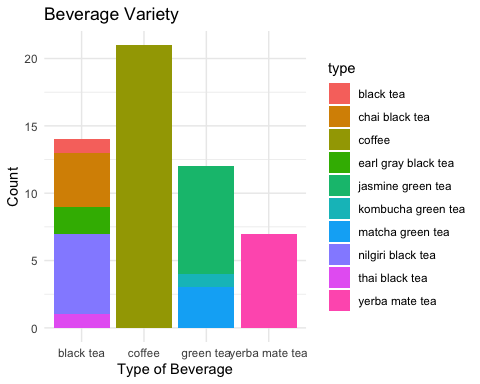 Beverage Variety
Count
20
15
10
5
0
black tea
coffee
green tea
yerba mate tea
Type of Beverage
type
black tea
chai black tea
coffee
earl gray black tea
jasmine green tea
kombucha green tea
matcha green tea
nilgiri black tea
thai black tea
yerba mate tea